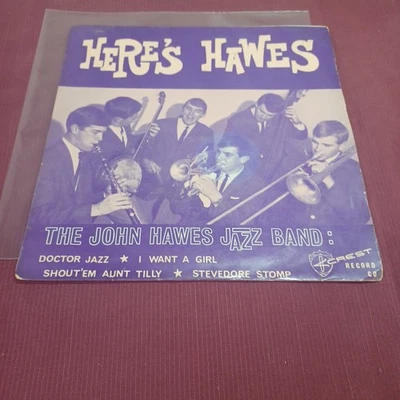 HERE'S HAWES
THE JOHN HAWES JAZZ BAND:
DOCTOR JAZZ ★ I WANT A GIRL
SHOUT'EM AUNT TILLY ★ STEVEDORE STOMP
CREST
RECORD
CO